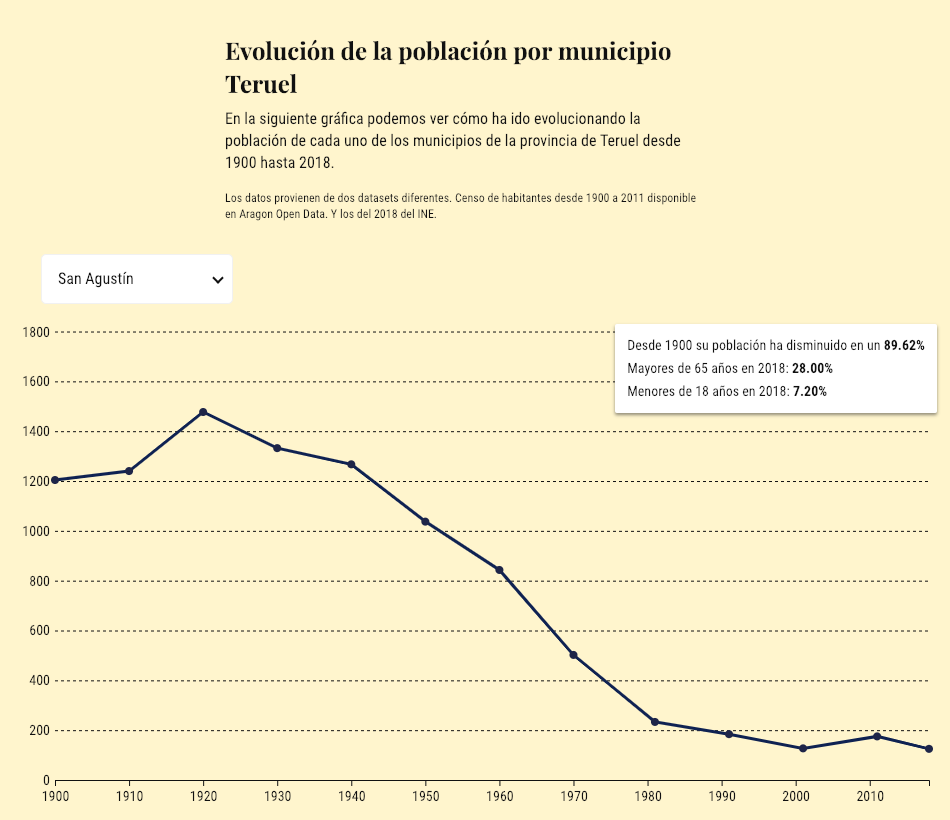 Evolución de la población por municipio
Teruel
En la siguiente gráfica podemos ver cómo ha ido evolucionando la
población de cada uno de los municipios de la provincia de Teruel desde
1900 hasta 2018.
Los datos provienen de dos datasets diferentes. Censo de habitantes desde 1900 a 2011 disponible
en Aragon Open Data. Y los del 2018 del INE.
San Agustín
Desde 1900 su población ha disminuido en un 89.62%
Mayores de 65 años en 2018: 28.00%
Menores de 18 años en 2018: 7.20%
1800
1600
1400
1200
1000
800
600
400
200
0
1900 1910 1920 1930 1940 1950 1960 1970 1980 1990 2000 2010